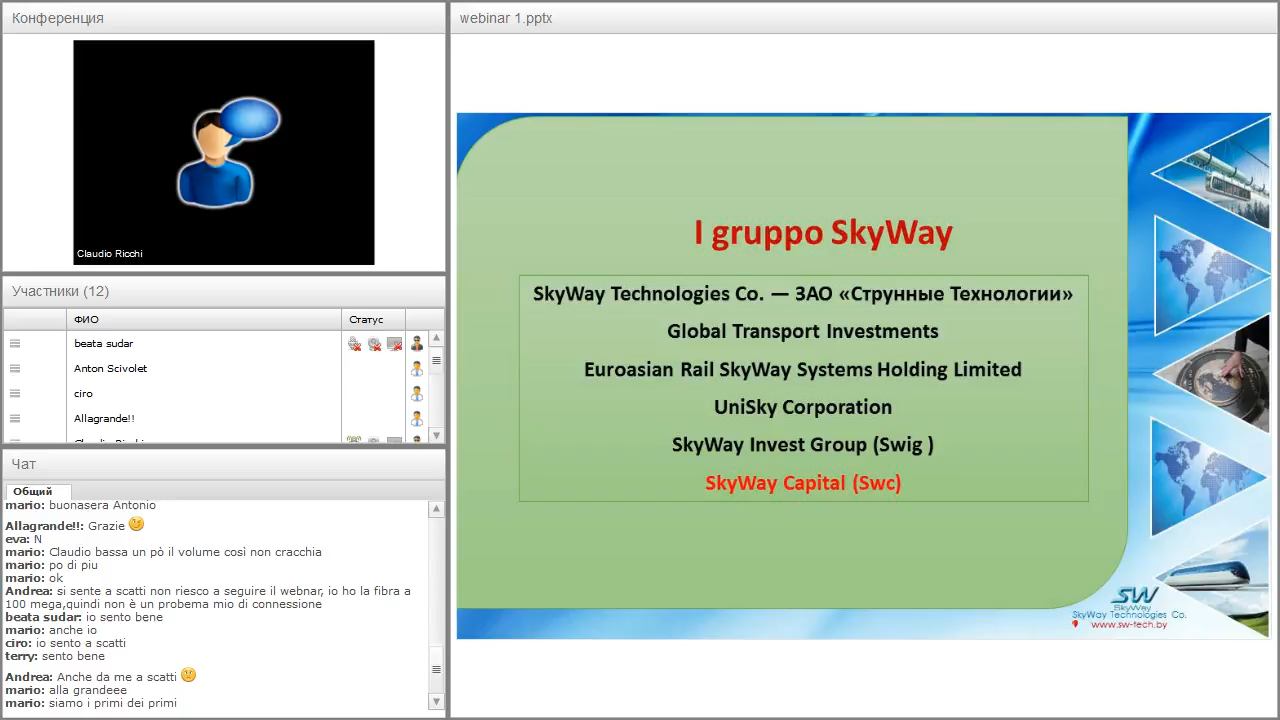 Конференция
Claudio Ricchi
Участники (12)
ФИО
Статус
beata sudar
Anton Scivolet
ciro
Allagrande!!
Чат
Общий
mario: buonasera Antonio
Allagrande!!: Grazie
eva: N
mario: Claudio bassa un pò il volume così non cracchia
mario: po di piu
mario: ok
Andrea: si sente a scatti non riesco a seguire il webnar, io ho la fibra a
100 mega,quindi non è un probema mio di connessione
beata sudar: io sento bene
mario: anche io
ciro: io sento a scatti
terry: sento bene
Andrea: Anche da me a scatti
mario: alla grandeee
mario: siamo i primi dei primi
webinar 1.pptx
I gruppo SkyWay
SkyWay Technologies Co. — ЗАО «Струнные Технологии»
Global Transport Investments
Euroasian Rail SkyWay Systems Holding Limited
UniSky Corporation
SkyWay Invest Group (Swig )
SkyWay Capital (Swc)
SW
SkyWay
SkyWay Technologies Co.
www.sw-tech.by